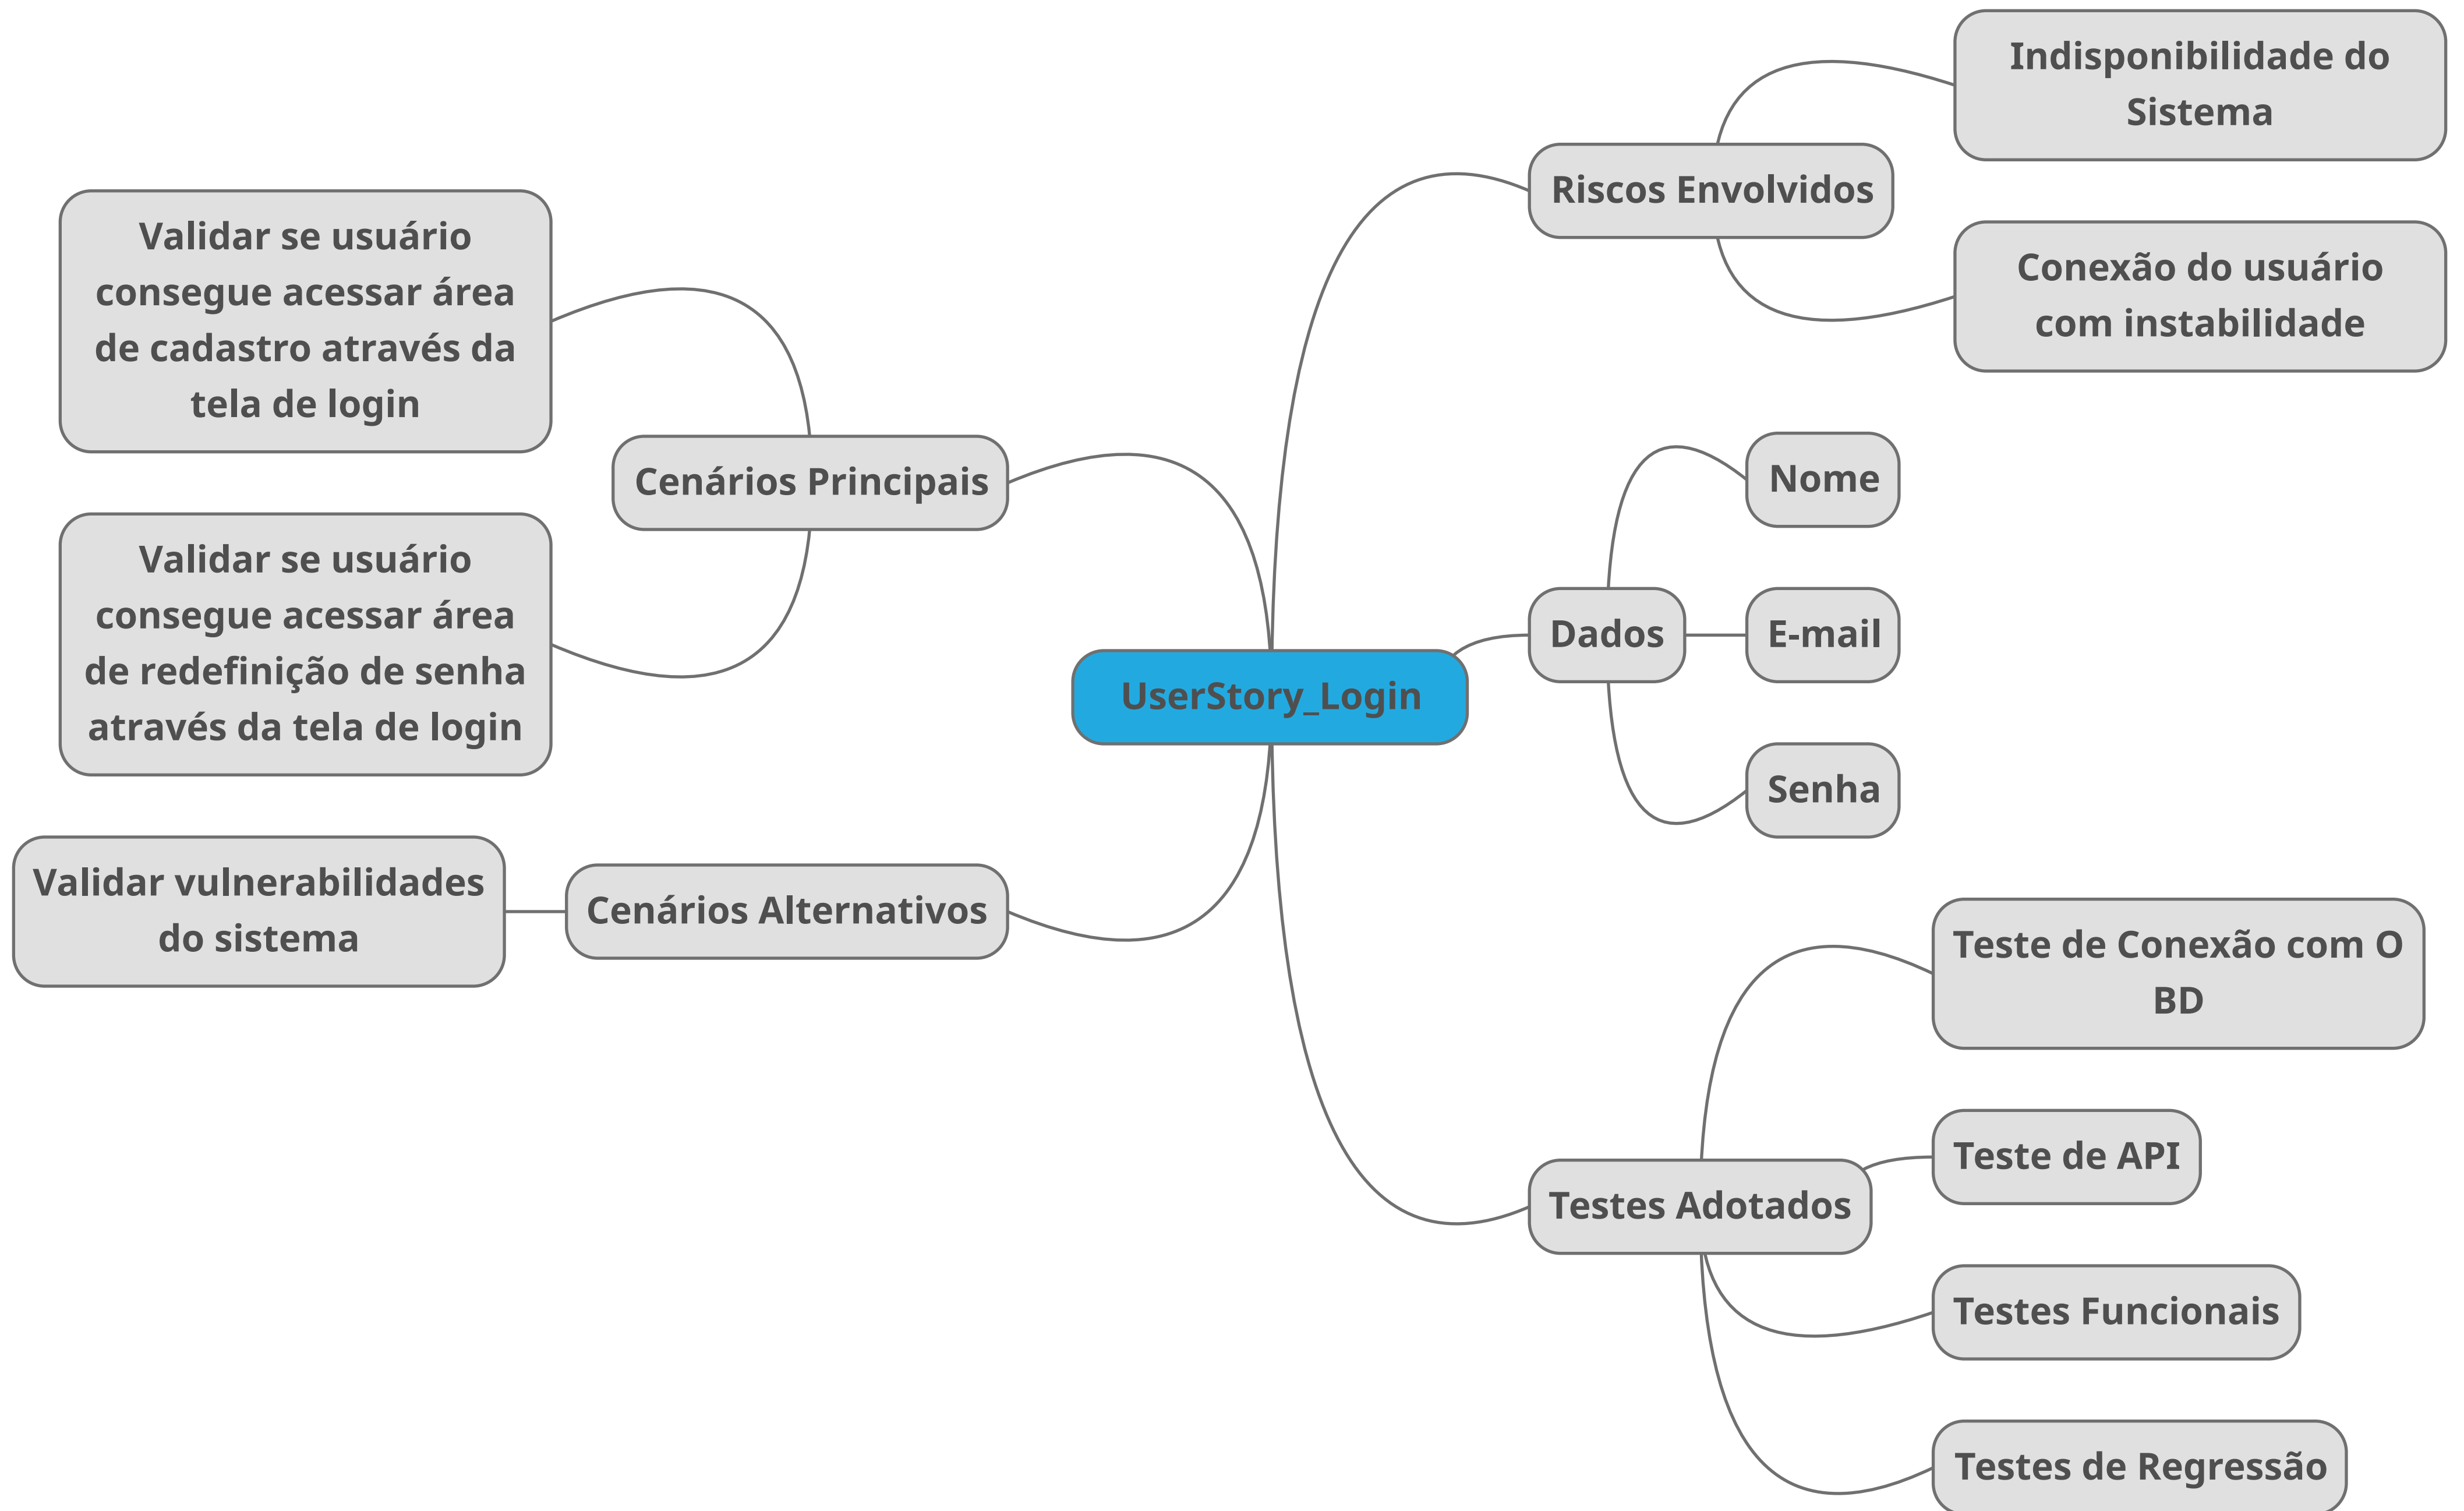 UserStory_Login
Riscos Envolvidos
Indisponibilidade do
Sistema
Conexão do usuário
com instabilidade
Dados
Nome
E-mail
Senha
Testes Adotados
Teste de Conexão com O
BD
Teste de API
Testes Funcionais
Testes de Regressão
Cenários Principais
Validar se usuário
consegue acessar área
de cadastro através da
tela de login
Validar se usuário
consegue acessar área
de redefinição de senha
através da tela de login
Cenários Alternativos
Validar vulnerabilidades
do sistema